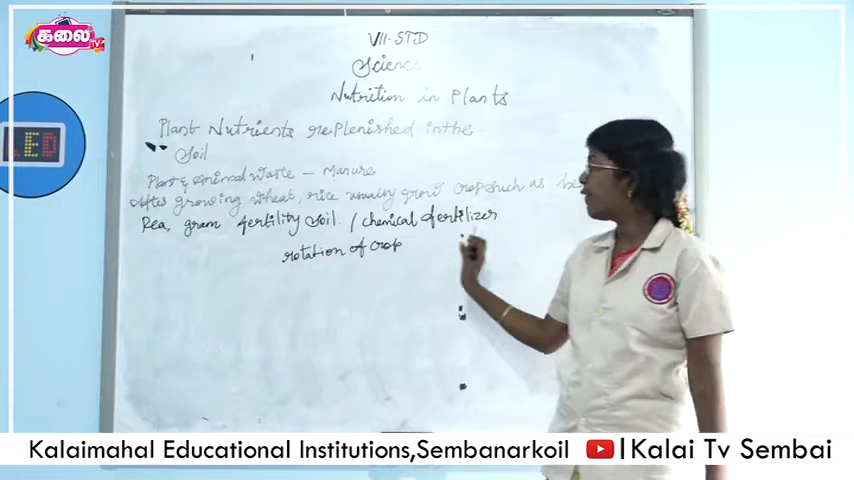 கலை TV
LED
VII-STD
Science
Nutrition in Plants
Plant Nutrients replenished in the
Soil
Plant & Animal Waste - Manure
After growing wheat, rice usually grow crop such as
Pea, gram fertility soil. / chemical fertilizer
rotation of crop
Kalaimahal Educational Institutions,Sembanarkoil | Kalai Tv Sembai